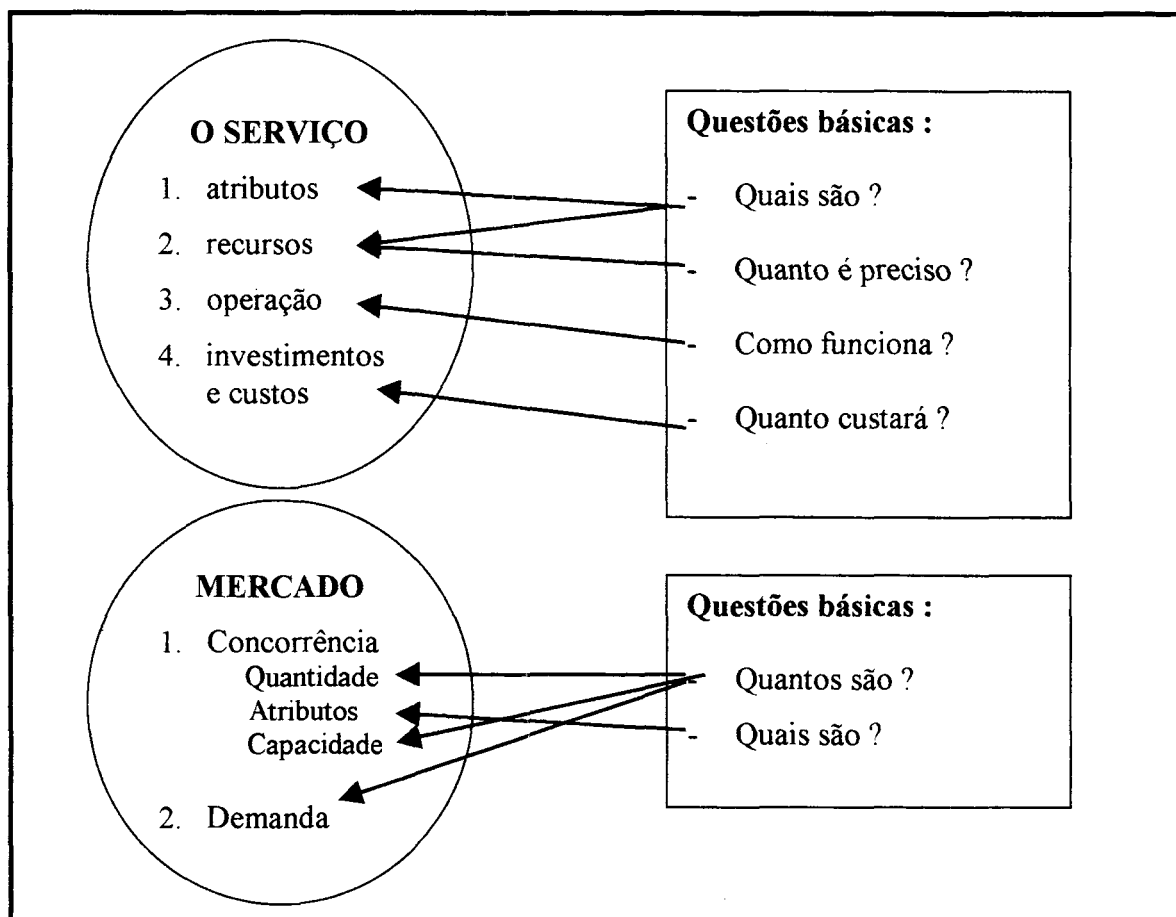 O SERVIÇO
1. atributos
2. recursos
3. operação
4. investimentos
e custos
Questões básicas :
- Quais são ?
- Quanto é preciso ?
- Como funciona ?
- Quanto custará ?
MERCADO
1. Concorrência
Quantidade
Atributos
Capacidade
2. Demanda
Questões básicas :
- Quantos são ?
- Quais são ?